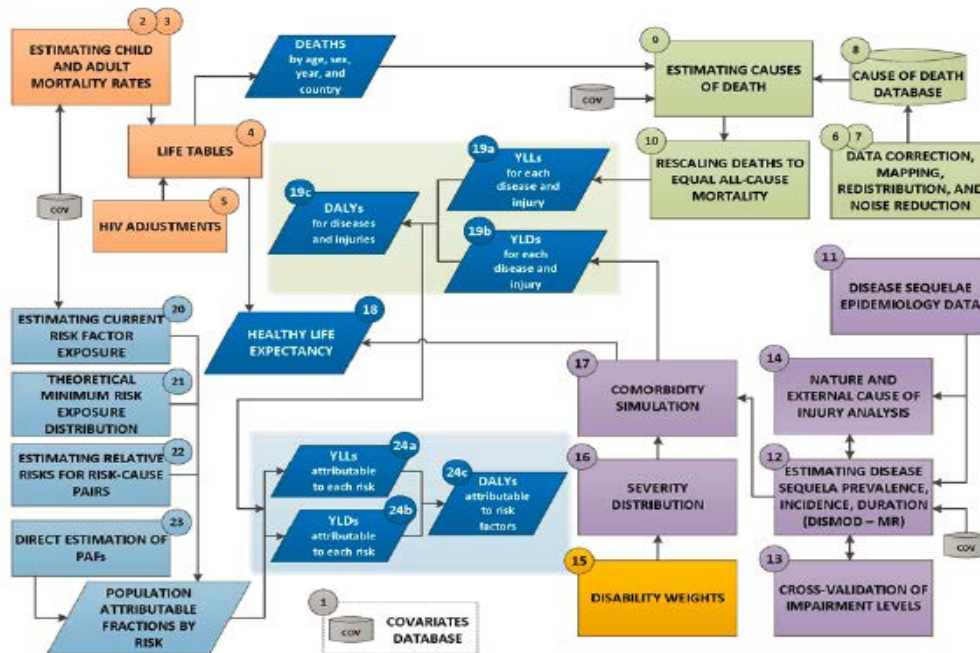 2
3
ESTIMATING CHILD
AND ADULT
MORTALITY RATES
DEATHS
by age, sex,
year, and
country
9
ESTIMATING CAUSES
OF DEATH
8
CAUSE OF DEATH
DATABASE
COV
4
LIFE TABLES
5
HIV ADJUSTMENTS
COV
10
RESCALING DEATHS TO
EQUAL ALL-CAUSE
MORTALITY
6
7
DATA CORRECTION,
MAPPING,
REDISTRIBUTION, AND
NOISE REDUCTION
19a
YLLs
for each
disease and
injury
19c
DALYs
for diseases
and injuries
19b
YLDs
for each
disease and
injury
11
DISEASE SEQUELAE
EPIDEMIOLOGY DATA
18
HEALTHY LIFE
EXPECTANCY
20
ESTIMATING CURRENT
RISK FACTOR
EXPOSURE
21
THEORETICAL
MINIMUM RISK
EXPOSURE
DISTRIBUTION
22
ESTIMATING RELATIVE
RISKS FOR RISK-CAUSE
PAIRS
23
DIRECT ESTIMATION OF
PAFs
POPULATION
ATTRIBUTABLE
FRACTIONS BY
RISK
17
COMORBIDITY
SIMULATION
14
NATURE AND
EXTERNAL CAUSE OF
INJURY ANALYSIS
16
SEVERITY
DISTRIBUTION
12
ESTIMATING DISEASE
SEQUELA PREVALENCE,
INCIDENCE, DURATION
(DISMOD – MR)
COV
15
DISABILITY WEIGHTS
13
CROSS-VALIDATION OF
IMPAIRMENT LEVELS
24a
YLLs
attributable
to each risk
24b
YLDs
attributable
to each risk
24c
DALYs
attributable
to risk
factors
1
COV
COVARIATES
DATABASE